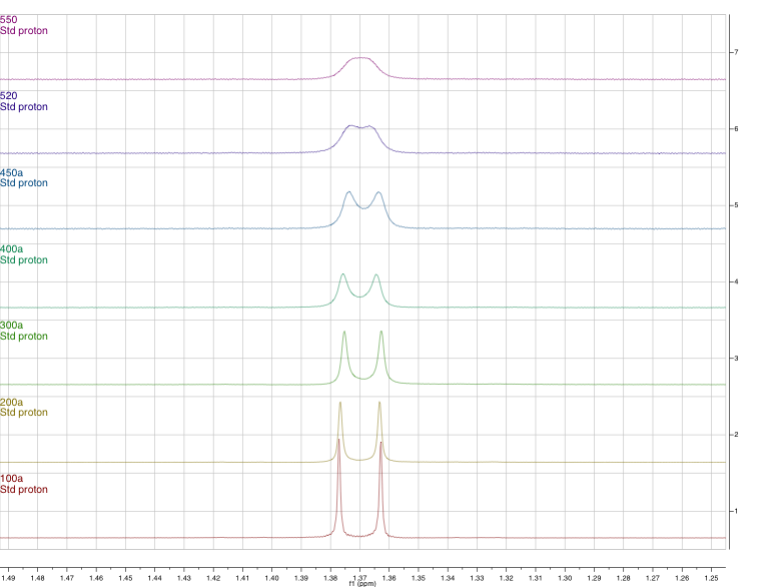 550
Std proton
7
520
Std proton
6
450a
Std proton
5
400a
Std proton
4
300a
Std proton
3
200a
Std proton
2
100a
Std proton
1
1.49 1.48 1.47 1.46 1.45 1.44 1.43 1.42 1.41 1.40 1.39 1.38 1.37 1.36 1.35 1.34 1.33 1.32 1.31 1.30 1.29 1.28 1.27 1.26 1.25
f1 (ppm)